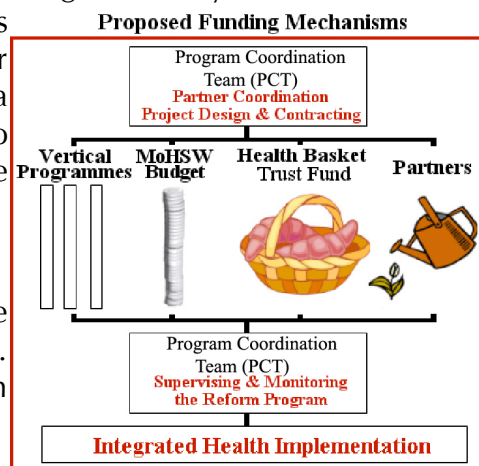 Proposed Funding Mechanisms
Program Coordination
Team (PCT)
Partner Coordination
Project Design & Contracting
Vertical
Programmes
MoHSW
Budget
Health Basket
Trust Fund
Partners
Program Coordination
Team (PCT)
Supervising & Monitoring
the Reform Program
Integrated Health Implementation